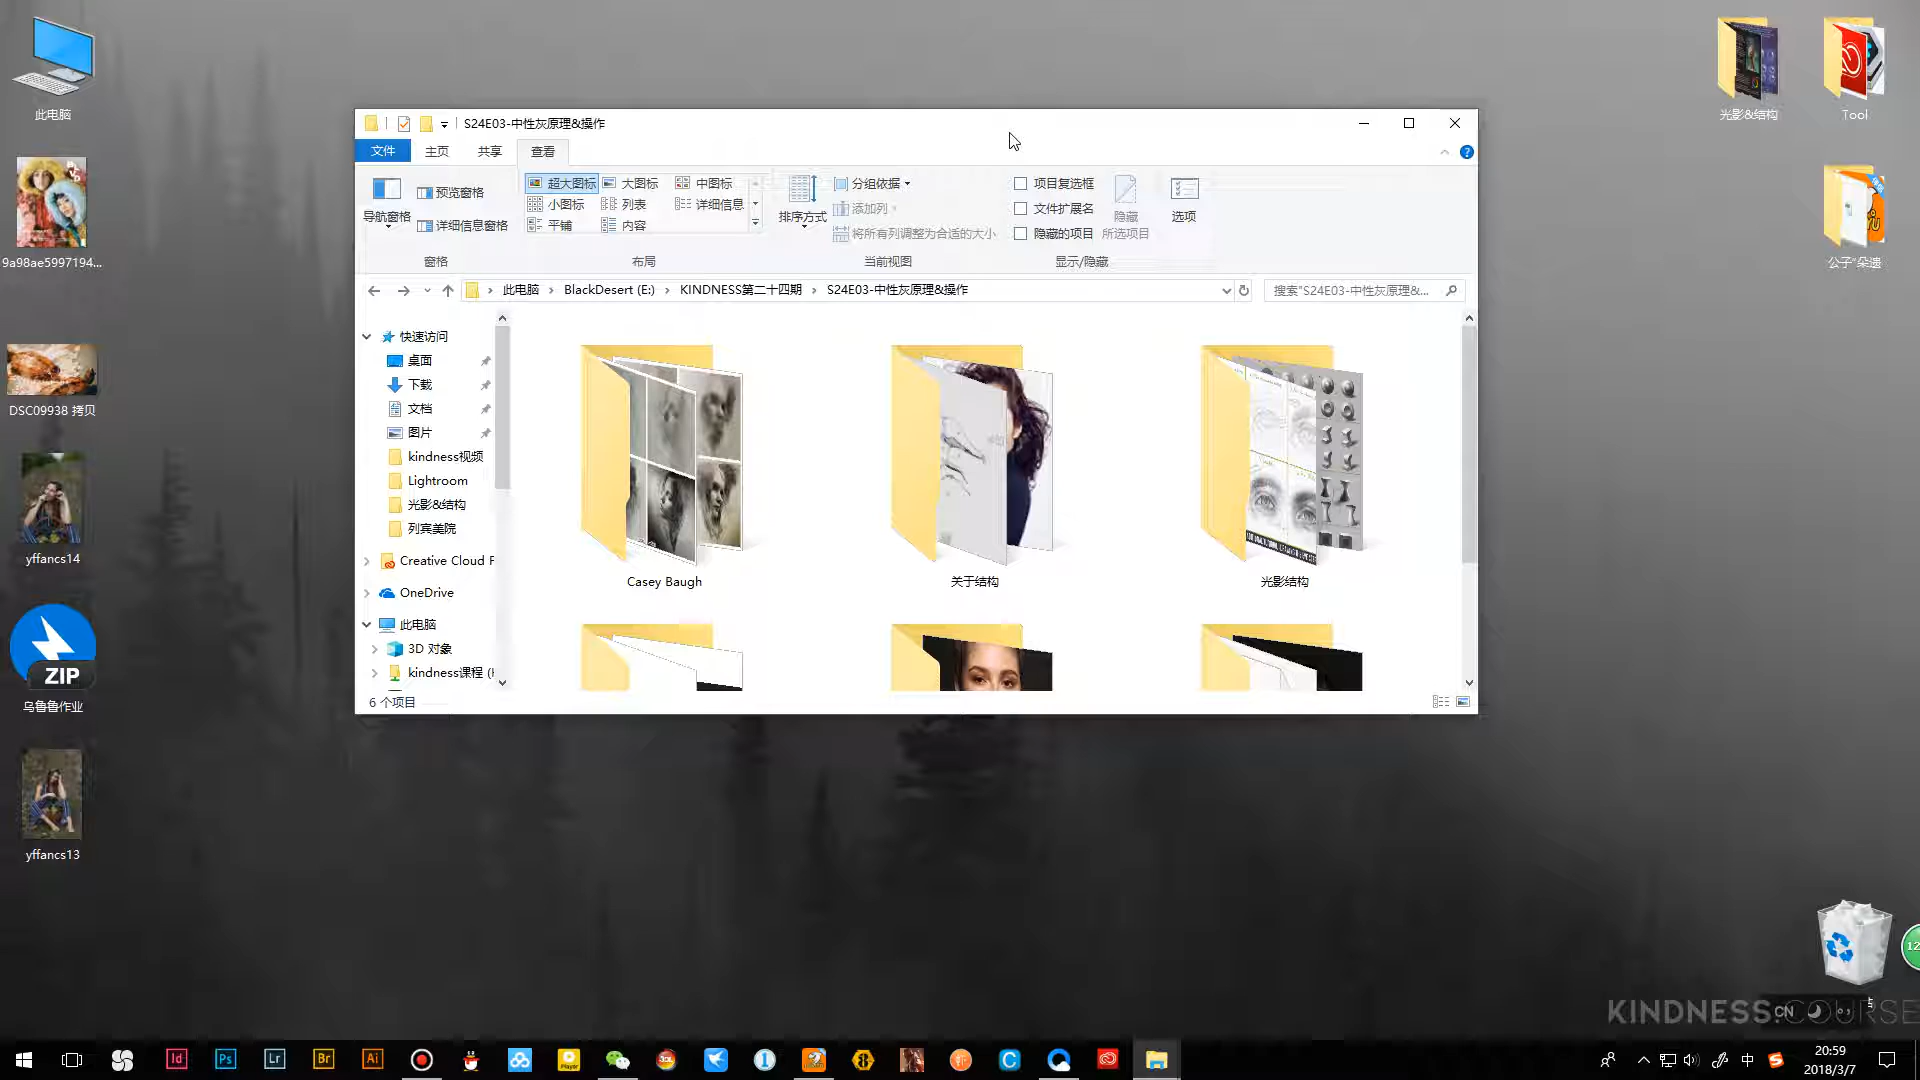 此电脑
9a98ae5997194...
DSC09938 拷贝
yffancs14
ZIP
乌鲁鲁作业
yffancs13
光影&结构
Tool
公子“朵遗
S24E03-中性灰原理&操作
文件 主页 共享 查看
导航窗格
预览窗格
详细信息窗格
窗格
超大图标 大图标 中图标
小图标 列表 详细信息
平铺 内容
布局
排序方式
分组依据
添加列
将所有列调整为合适的大小
当前视图
项目复选框
文件扩展名
隐藏的项目
隐藏
所选项目
显示/隐藏
选项
此电脑 > BlackDesert (E:) > KINDNESS第二十四期 > S24E03-中性灰原理&操作
搜索"S24E03-中性灰原理&...
快速访问
桌面
下载
文档
图片
kindness视频
Lightroom
光影&结构
列宾美院
Creative Cloud F
OneDrive
此电脑
3D 对象
kindness课程 (
Casey Baugh
关于结构
光影结构
6 个项目
12
KINDNESS.COURSE
CN
Id
Ps
Lr
Br
Ai
中
20:59
2018/3/7